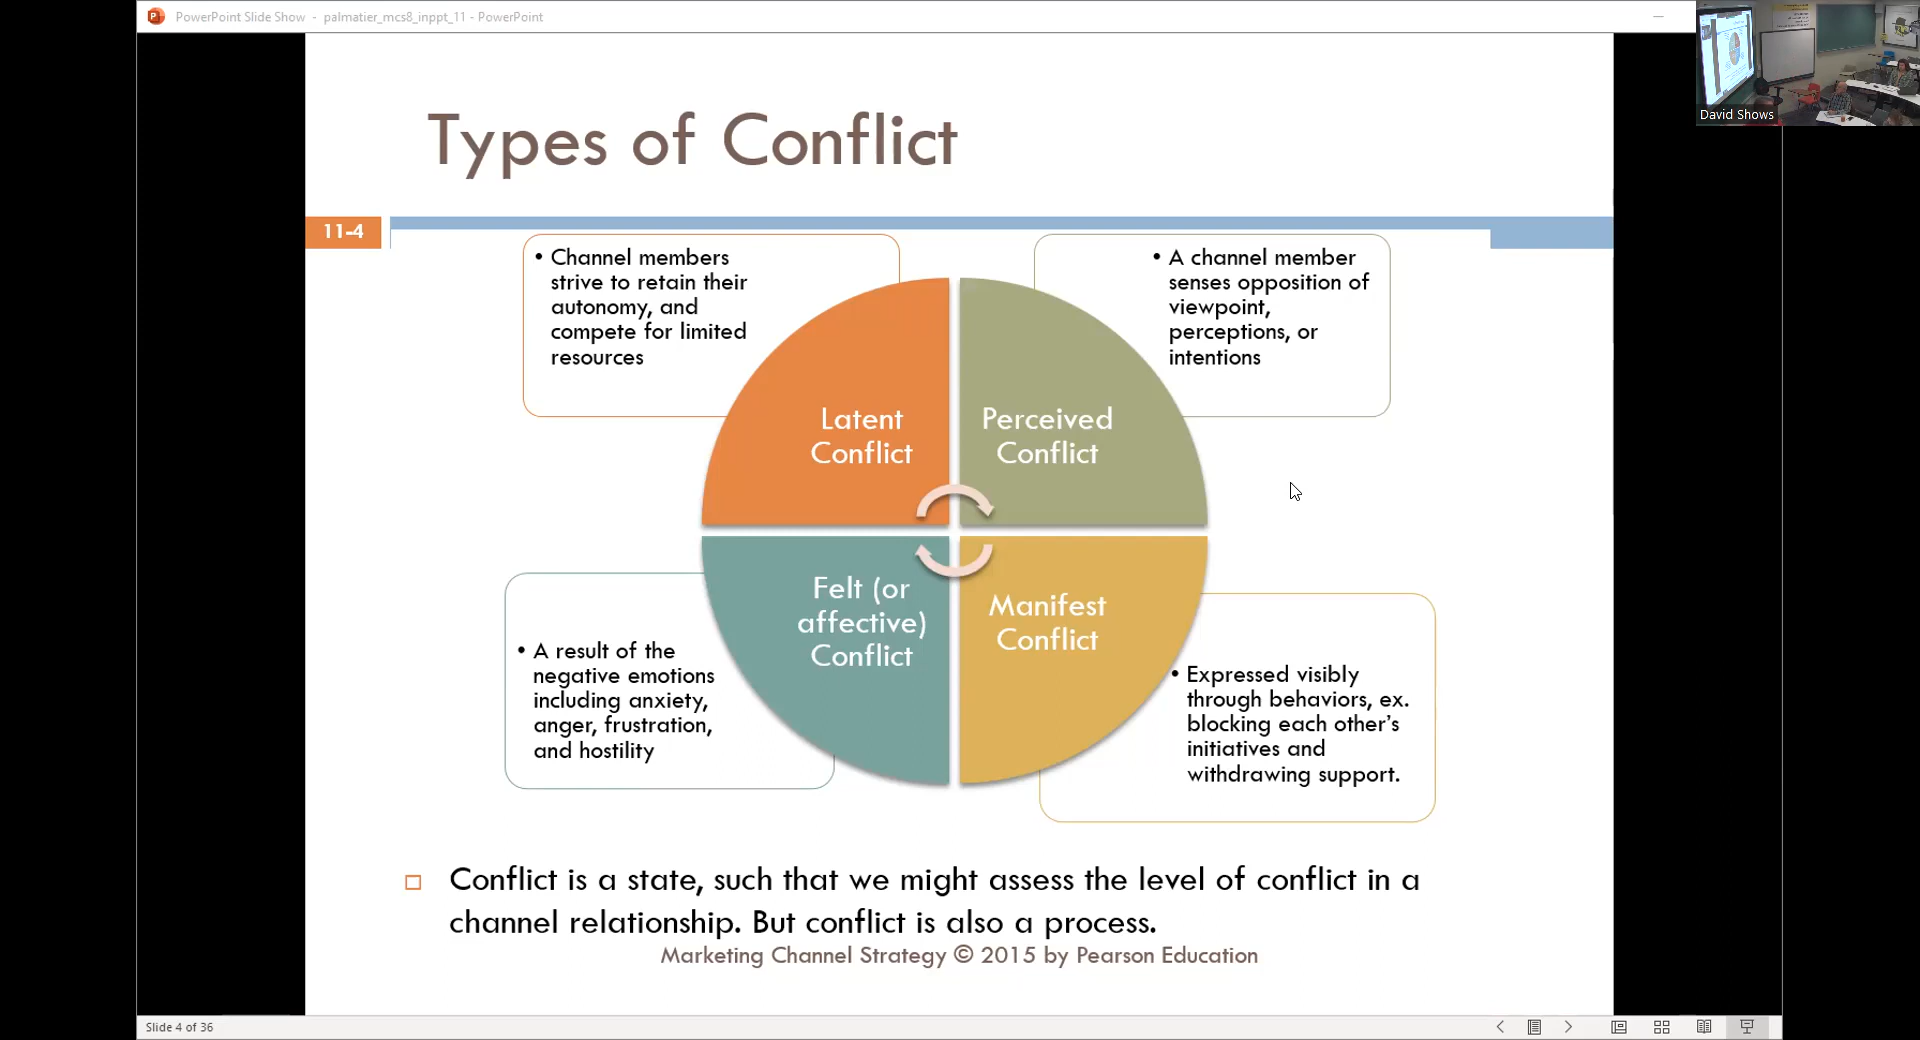 PowerPoint Slide Show - palmatier_mcs8_inppt_11 - PowerPoint
David Shows
Types of Conflict
11-4
• Channel members
strive to retain their
autonomy, and
compete for limited
resources
• A channel member
senses opposition of
viewpoint,
perceptions, or
intentions
Latent
Conflict
Perceived
Conflict
Felt (or
affective)
Conflict
Manifest
Conflict
• A result of the
negative emotions
including anxiety,
anger, frustration,
and hostility
• Expressed visibly
through behaviors, ex.
blocking each other's
initiatives and
withdrawing support.
Conflict is a state, such that we might assess the level of conflict in a
channel relationship. But conflict is also a process.
Marketing Channel Strategy © 2015 by Pearson Education
Slide 4 of 36